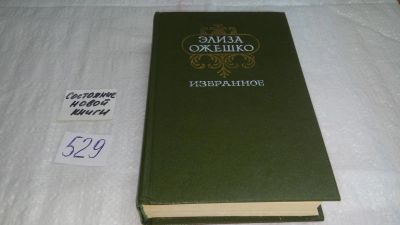 ЭЛИЗА
ОЖЕШКО
ИЗБРАННОЕ
СОСТОЯНИЕ
НОВОЙ
КНИГИ
529